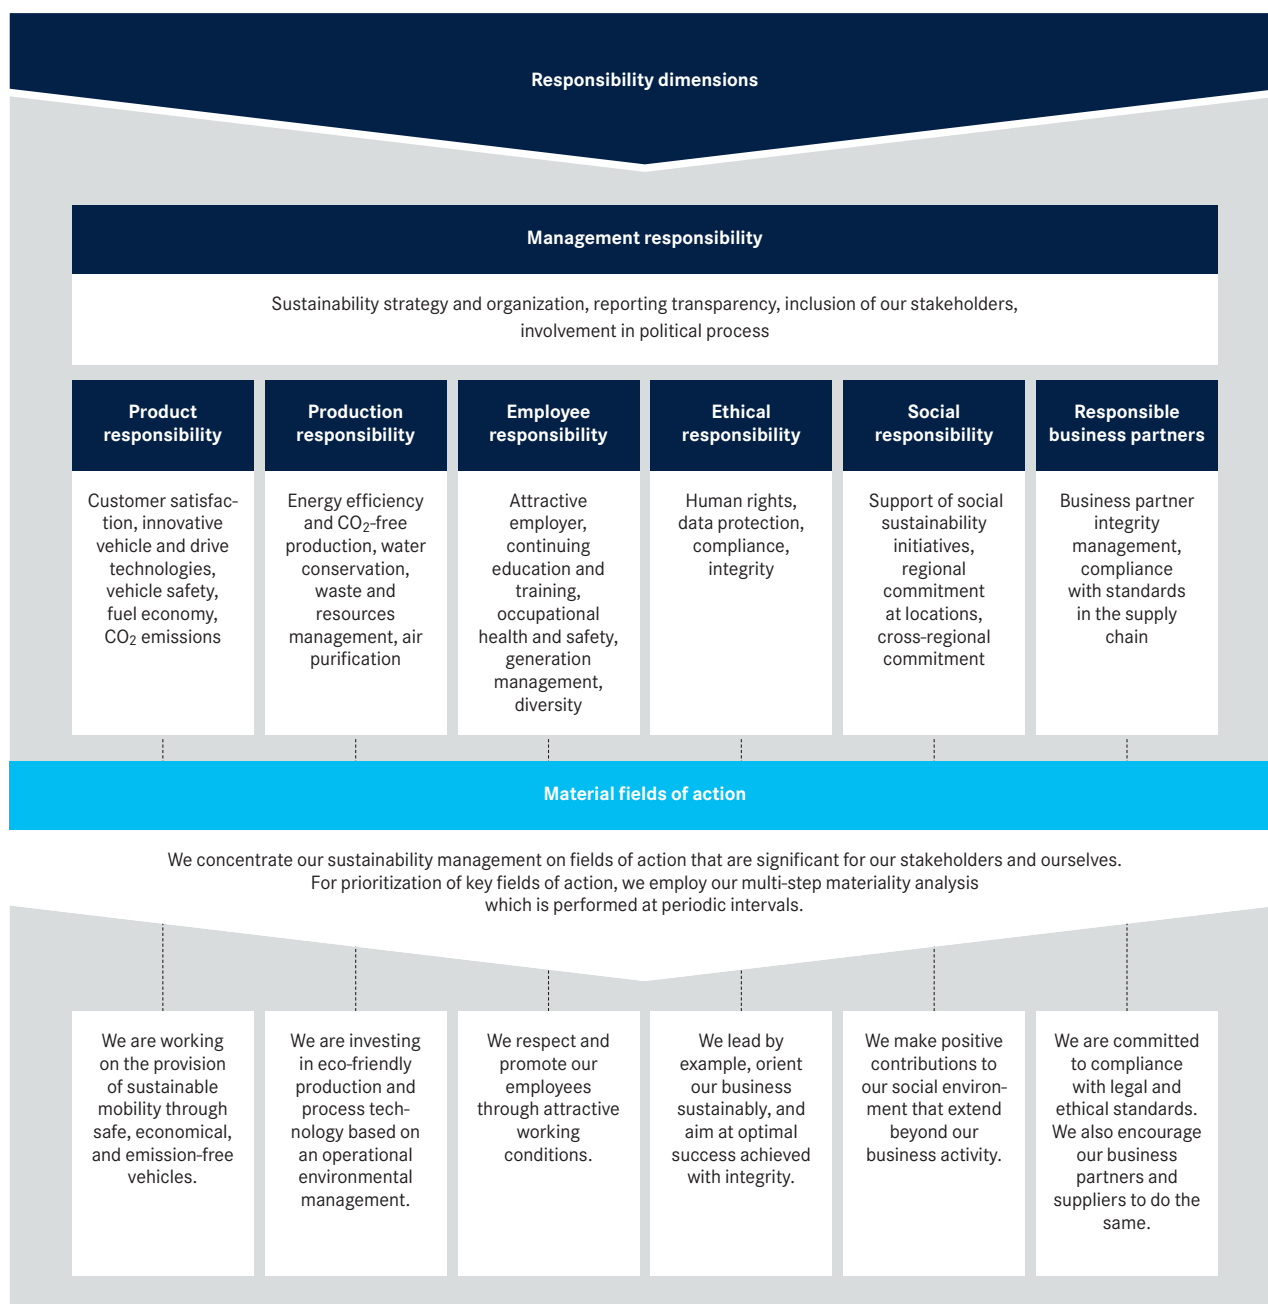 Responsibility dimensions
Management responsibility
Sustainability strategy and organization, reporting transparency, inclusion of our stakeholders,
involvement in political process
Product
responsibility
Customer satisfac-
tion, innovative
vehicle and drive
technologies,
vehicle safety,
fuel economy,
CO₂ emissions
Production
responsibility
Energy efficiency
and CO₂-free
production, water
conservation,
waste and
resources
management, air
purification
Employee
responsibility
Attractive
employer,
continuing
education and
training,
occupational
health and safety,
generation
management,
diversity
Ethical
responsibility
Human rights,
data protection,
compliance,
integrity
Social
responsibility
Support of social
sustainability
initiatives,
regional
commitment
at locations,
cross-regional
commitment
Responsible
business partners
Business partner
integrity
management,
compliance
with standards
in the supply
chain
Material fields of action
We concentrate our sustainability management on fields of action that are significant for our stakeholders and ourselves.
For prioritization of key fields of action, we employ our multi-step materiality analysis
which is performed at periodic intervals.
We are working
on the provision
of sustainable
mobility through
safe, economical,
and emission-free
vehicles.
We are investing
in eco-friendly
production and
process tech-
nology based on
an operational
environmental
management.
We respect and
promote our
employees
through attractive
working
conditions.
We lead by
example, orient
our business
sustainably, and
aim at optimal
success achieved
with integrity.
We make positive
contributions to
our social environ-
ment that extend
beyond our
business activity.
We are committed
to compliance
with legal and
ethical standards.
We also encourage
our business
partners and
suppliers to do the
same.